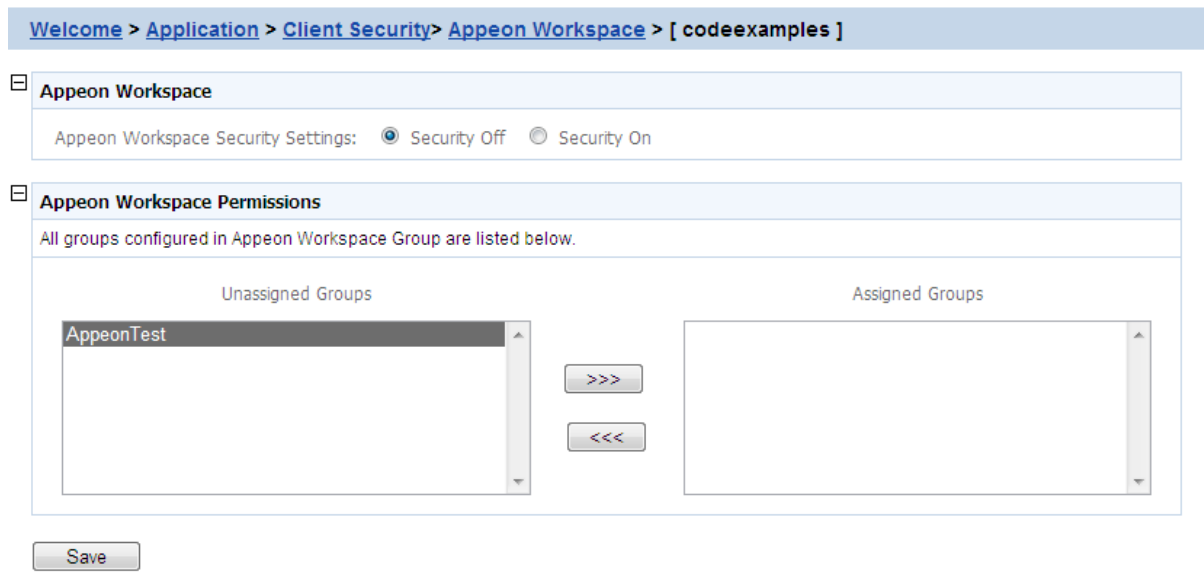 Welcome > Application > Client Security> Appeon Workspace > [ codeexamples ]
Appeon Workspace
Appeon Workspace Security Settings: Security Off Security On
Appeon Workspace Permissions
All groups configured in Appeon Workspace Group are listed below.
Unassigned Groups Assigned Groups
AppeonTest
>>>
<<<
Save